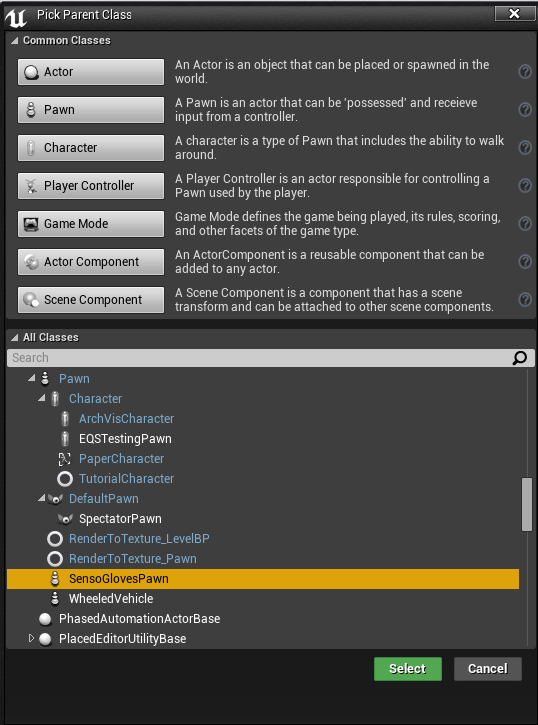 Pick Parent Class
Common Classes
Actor
An Actor is an object that can be placed or spawned in the
world.
Pawn
A Pawn is an actor that can be 'possessed' and receieve
input from a controller.
Character
A character is a type of Pawn that includes the ability to walk
around.
Player Controller
A Player Controller is an actor responsible for controlling a
Pawn used by the player.
Game Mode
Game Mode defines the game being played, its rules, scoring,
and other facets of the game type.
Actor Component
An ActorComponent is a reusable component that can be
added to any actor.
Scene Component
A Scene Component is a component that has a scene
transform and can be attached to other scene components.
All Classes
Search
Pawn
Character
ArchVisCharacter
EQSTestingPawn
PaperCharacter
TutorialCharacter
DefaultPawn
SpectatorPawn
RenderToTexture_LevelBP
RenderToTexture_Pawn
SensoGlovesPawn
WheeledVehicle
PhasedAutomationActorBase
PlacedEditorUtilityBase
Select
Cancel